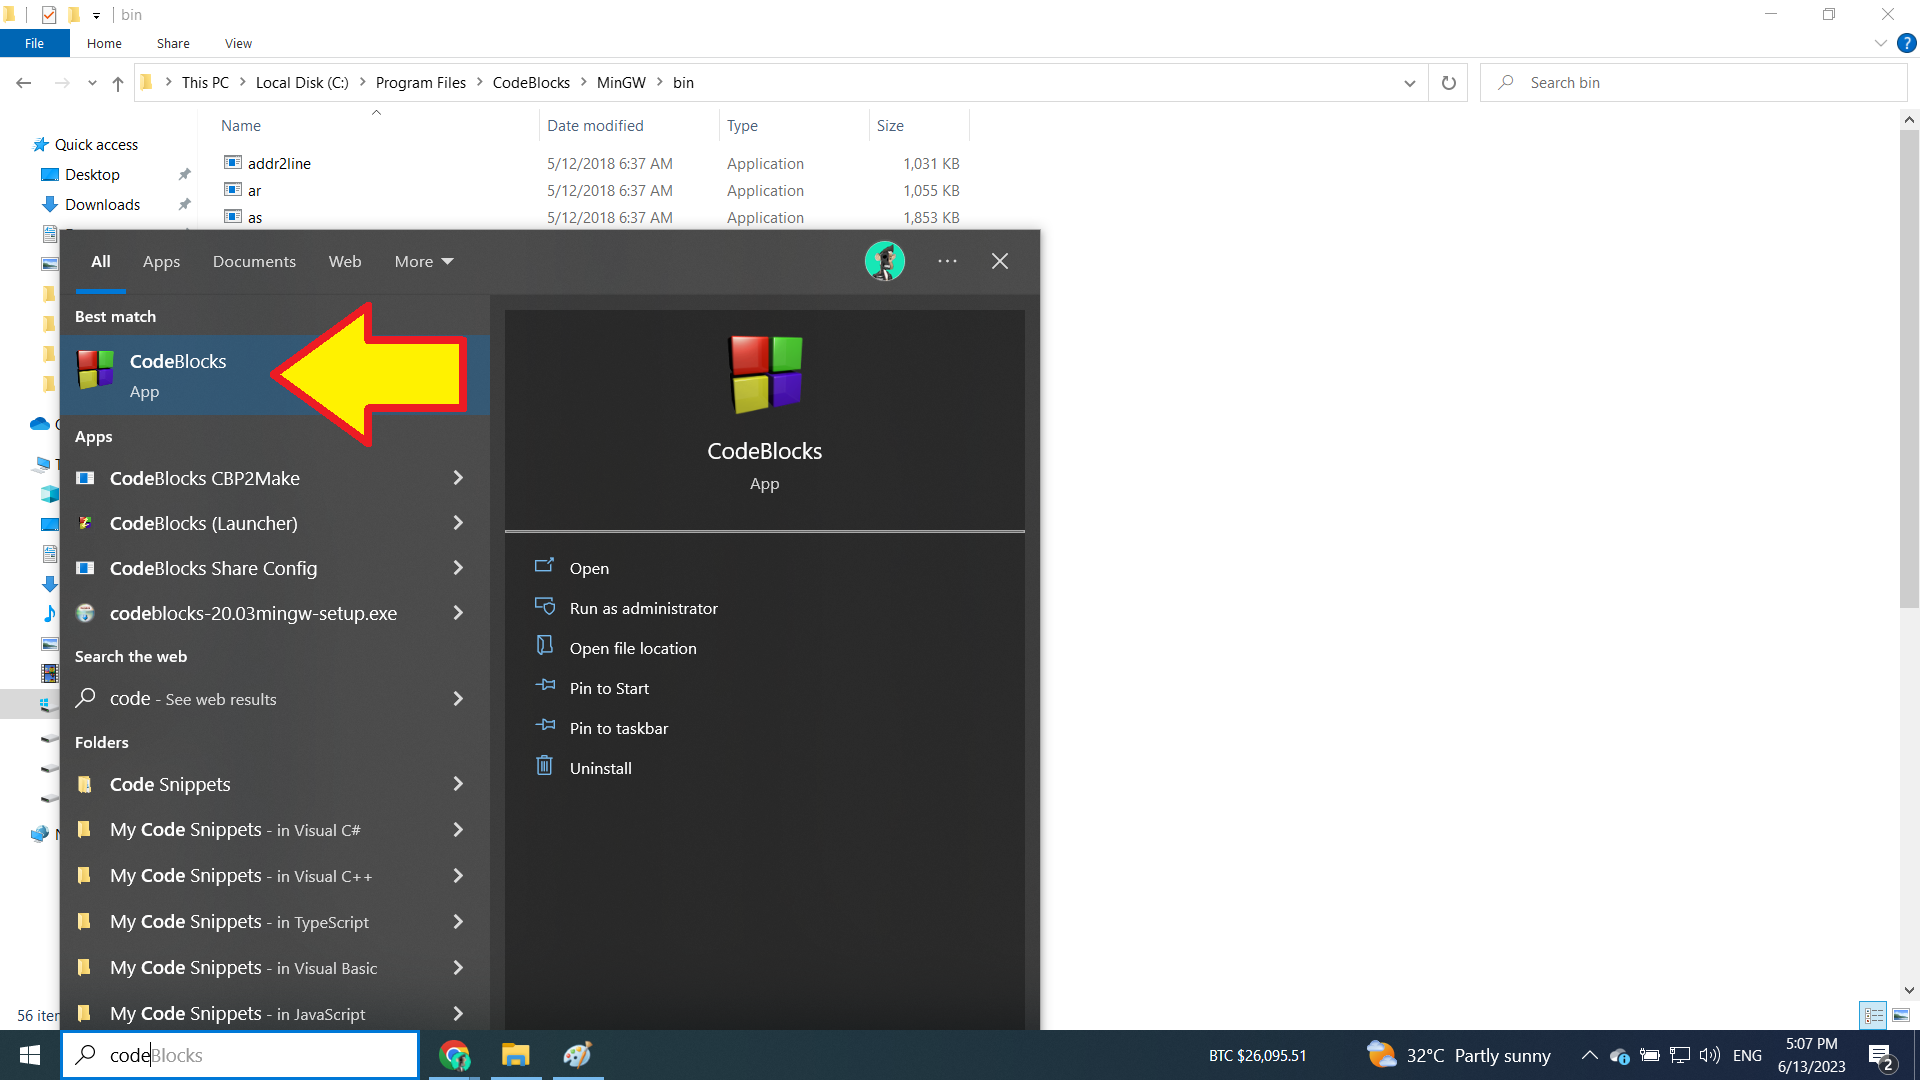 bin
File Home Share View
This PC Local Disk (C:) Program Files CodeBlocks MinGW bin
Search bin
Name Date modified Type Size
Quick access
Desktop
Downloads
addr2line 5/12/2018 6:37 AM Application 1,031 KB
ar 5/12/2018 6:37 AM Application 1,055 KB
as 5/12/2018 6:37 AM Application 1,853 KB
All Apps Documents Web More
Best match
CodeBlocks
App
Apps
CodeBlocks CBP2Make
CodeBlocks (Launcher)
CodeBlocks Share Config
codeblocks-20.03mingw-setup.exe
Search the web
code - See web results
Folders
Code Snippets
My Code Snippets - in Visual C#
My Code Snippets - in Visual C++
My Code Snippets - in TypeScript
My Code Snippets - in Visual Basic
My Code Snippets - in JavaScript
CodeBlocks
App
Open
Run as administrator
Open file location
Pin to Start
Pin to taskbar
Uninstall
56
codeBlocks
BTC $26,095.51
32°C Partly sunny
ENG
5:07 PM
6/13/2023
2